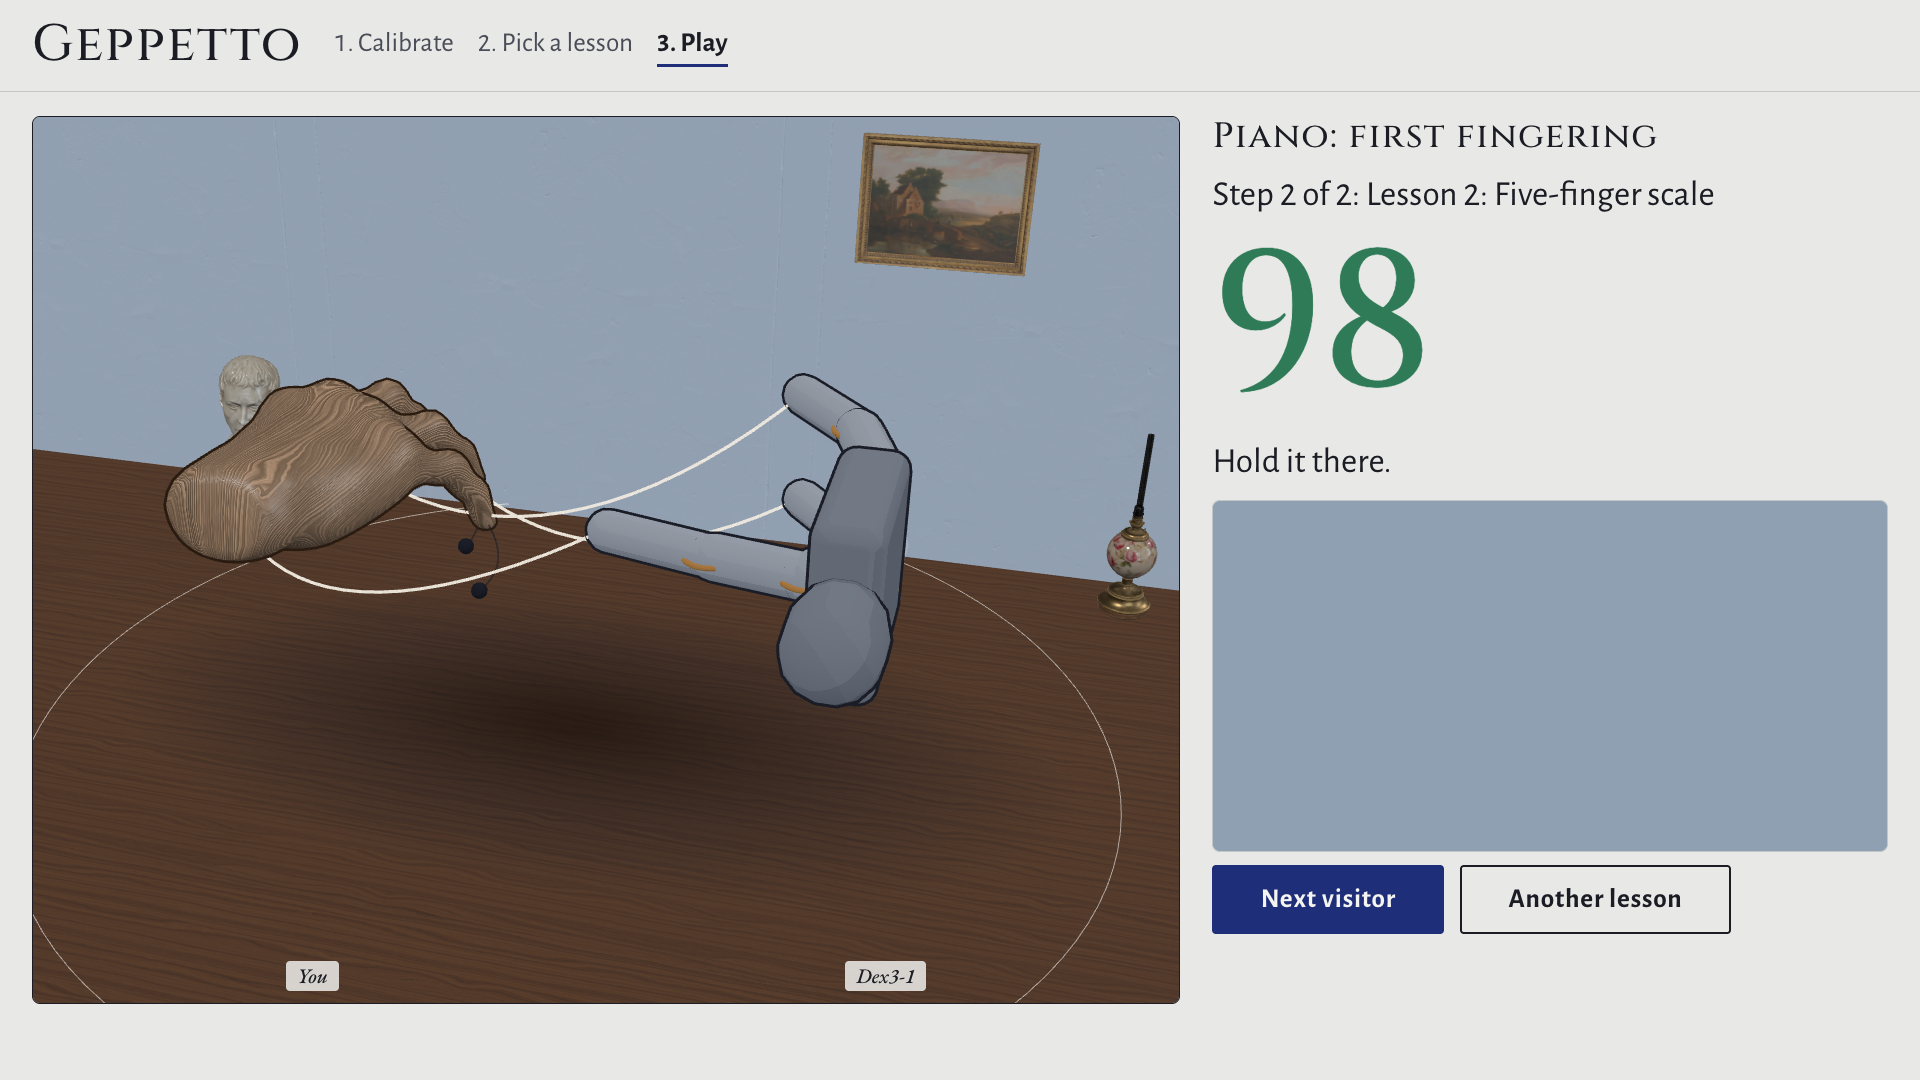 Geppetto
1. Calibrate
2. Pick a lesson
3. Play
Piano: first fingering
Step 2 of 2: Lesson 2: Five-finger scale
98
Hold it there.
Next visitor
Another lesson
You
Dex3-1